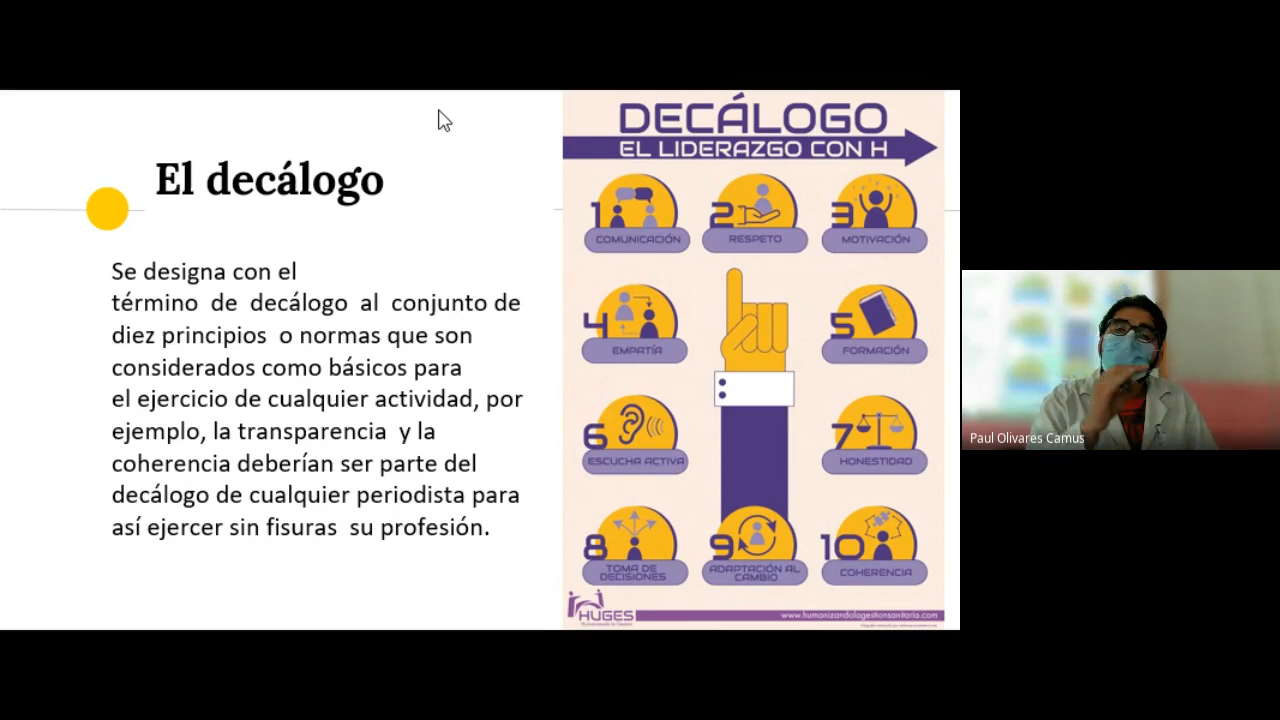 El decálogo
Se designa con el
término de decálogo al conjunto de
diez principios o normas que son
considerados como básicos para
el ejercicio de cualquier actividad, por
ejemplo, la transparencia y la
coherencia deberían ser parte del
decálogo de cualquier periodista para
así ejercer sin fisuras su profesión.
DECÁLOGO
EL LIDERAZGO CON H
1
COMUNICACIÓN
2
RESPETO
3
MOTIVACIÓN
4
EMPATÍA
5
FORMACIÓN
6
ESCUCHA ACTIVA
7
HONESTIDAD
8
TOMA DE
DECISIONES
9
ADAPTACIÓN AL
CAMBIO
10
COHERENCIA
HUGES
www.humanizandolagestionsanitaria.com
Paul Olivares Camus